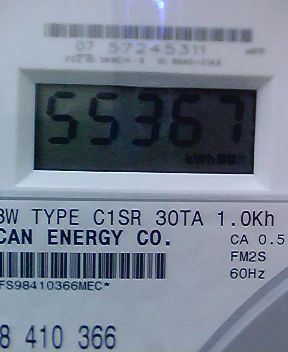 07 57245311
55367
kWh
3W TYPE C1SR 30TA 1.0Kh
CAN ENERGY CO.
CA 0.5
FM2S
60Hz
FS98410366MEC*
8 410 366